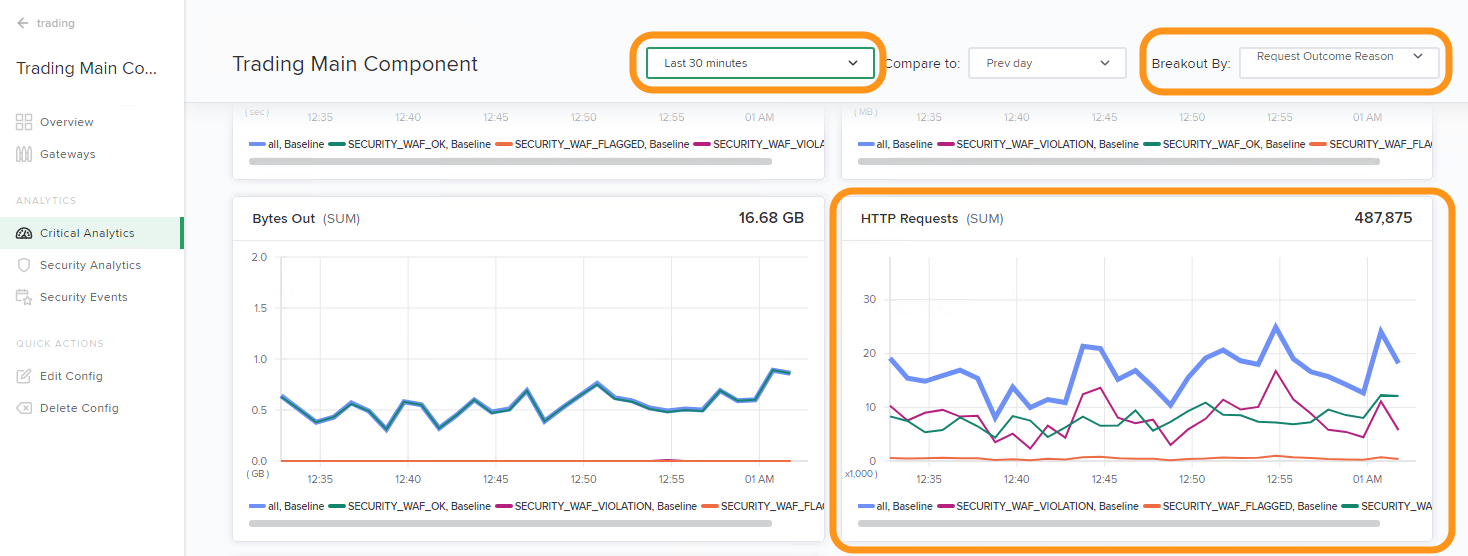 trading
Trading Main Co...
Overview
Gateways
ANALYTICS
Critical Analytics
Security Analytics
Security Events
QUICK ACTIONS
Edit Config
Delete Config
Trading Main Component
Last 30 minutes
Compare to:
Prev day
Breakout By:
Request Outcome Reason
( sec )
12:35 12:40 12:45 12:50 12:55 01 AM
all, Baseline SECURITY_WAF_OK, Baseline SECURITY_WAF_FLAGGED, Baseline SECURITY_WAF_VIOLA
( MB )
12:35 12:40 12:45 12:50 12:55 01 AM
all, Baseline SECURITY_WAF_VIOLATION, Baseline SECURITY_WAF_OK, Baseline SECURITY_WAF_FLA
Bytes Out (SUM) 16.68 GB
2.0
1.5
1.0
0.5
0.0
( GB )
12:35 12:40 12:45 12:50 12:55 01 AM
all, Baseline SECURITY_WAF_OK, Baseline SECURITY_WAF_VIOLATION, Baseline SECURITY_WAF_FLAG
HTTP Requests (SUM) 487,875
30
20
10
0
x1,000 )
12:35 12:40 12:45 12:50 12:55 01 AM
all, Baseline SECURITY_WAF_VIOLATION, Baseline SECURITY_WAF_FLAGGED, Baseline SECURITY_WA